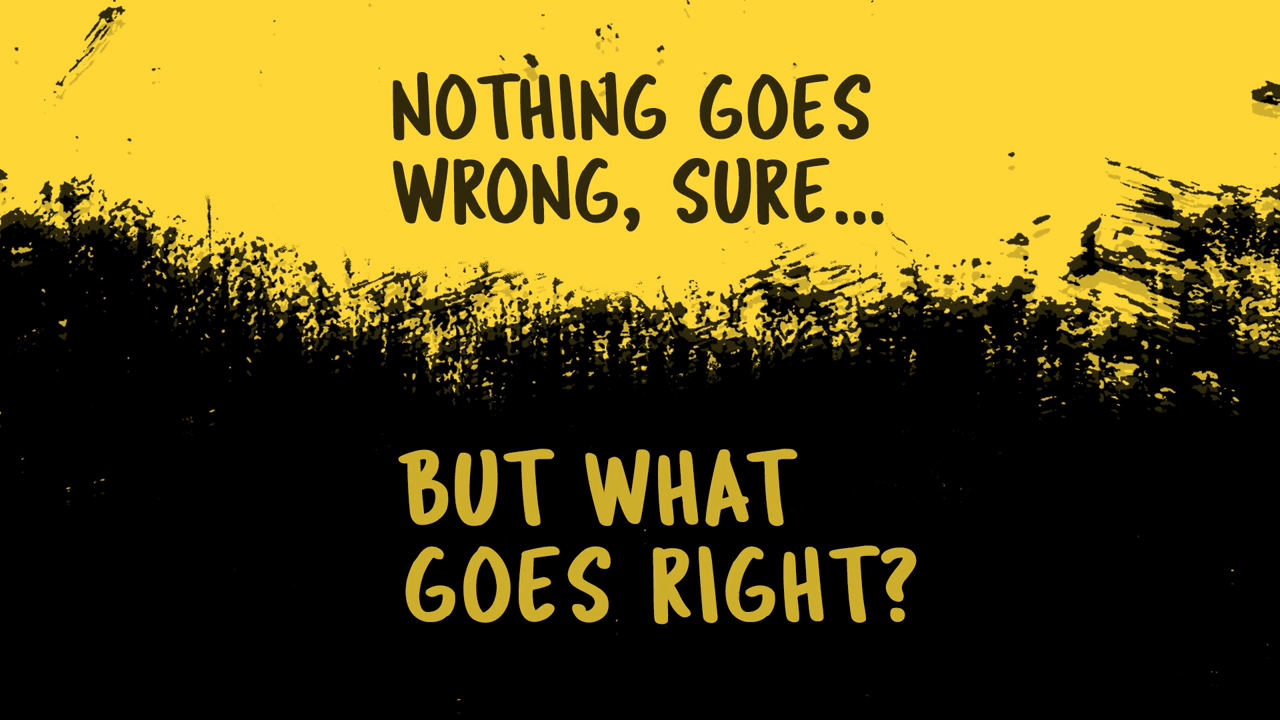 NOTHING GOES
WRONG, SURE...
BUT WHAT
GOES RIGHT?